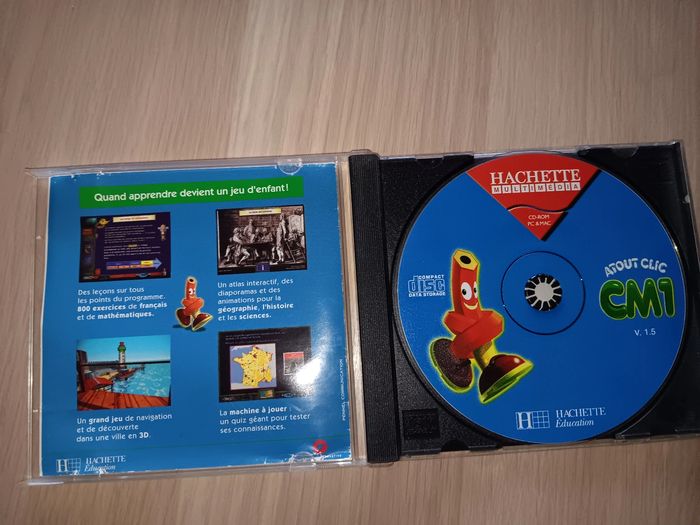 Quand apprendre devient un jeu d'enfant!
Des leçons sur tous
les points du programme.
800 exercices de français
et de mathématiques.
Un atlas interactif, des
diaporamas et des
animations pour la
géographie, l'histoire
et les sciences.
Un grand jeu de navigation
et de découverte
dans une ville en 3D.
La machine à jouer :
un quiz géant pour tester
ses connaissances.
HACHETTE
Éducation
HACHETTE
MULTIMEDIA
CD-ROM
PC & MAC
COMPACT
disc
DATA STORAGE
ATOUT CLIC
CM1
V. 1.5
HACHETTE
Éducation